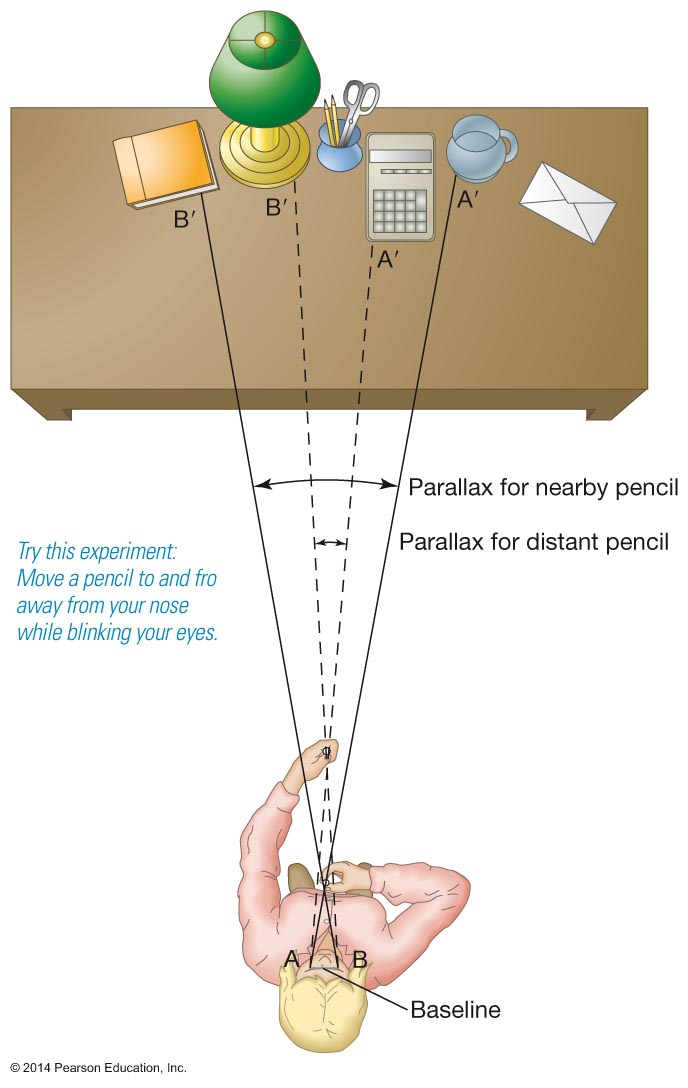 B′
B′
A′
A′
Parallax for nearby pencil
Parallax for distant pencil
Try this experiment:
Move a pencil to and fro
away from your nose
while blinking your eyes.
A
B
Baseline
© 2014 Pearson Education, Inc.